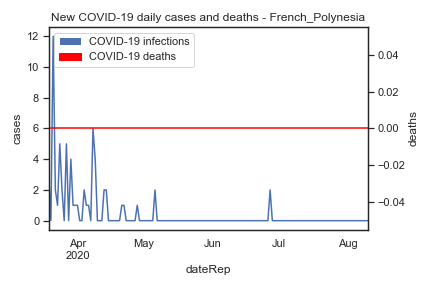 New COVID-19 daily cases and deaths - French_Polynesia
COVID-19 infections
COVID-19 deaths
12
10
8
6
4
2
0
cases
0.04
0.02
0.00
−0.02
−0.04
deaths
Apr
2020
May
Jun
Jul
Aug
dateRep